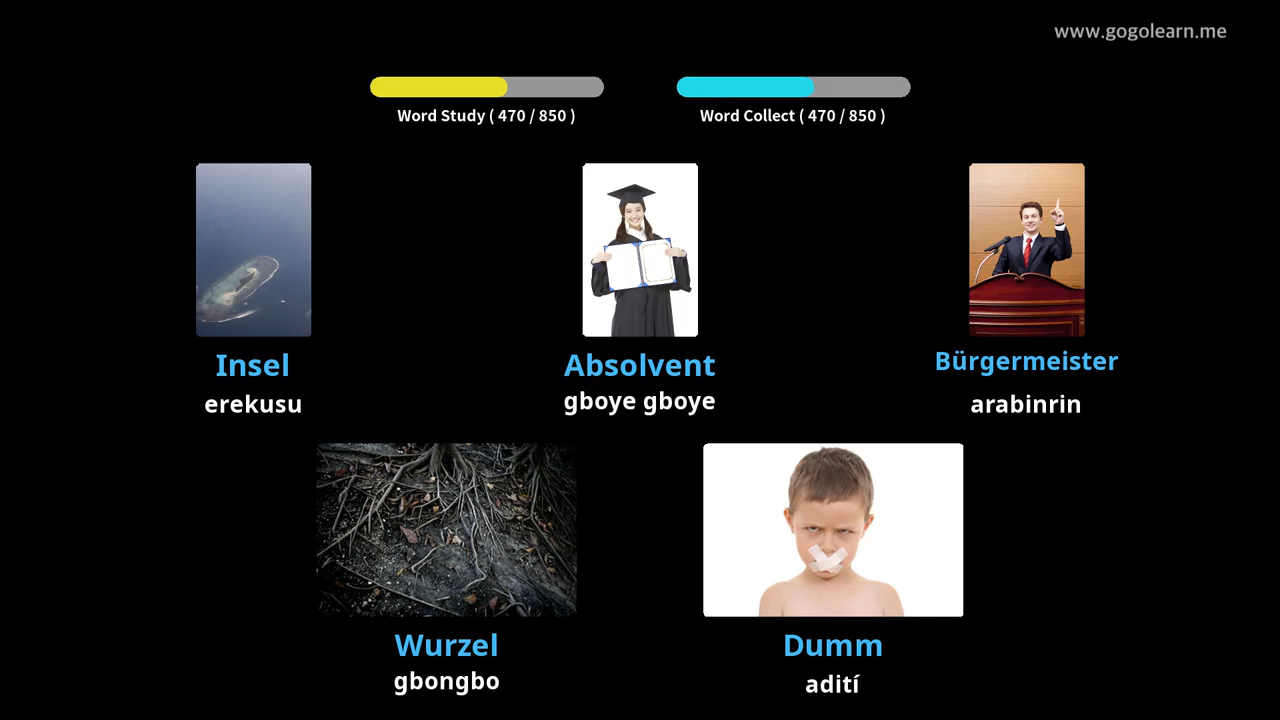 www.gogolearn.me
Word Study ( 470 / 850 )
Word Collect ( 470 / 850 )
Insel
Absolvent
Bürgermeister
erekusu
gboye gboye
arabinrin
Wurzel
Dumm
gbongbo
adití